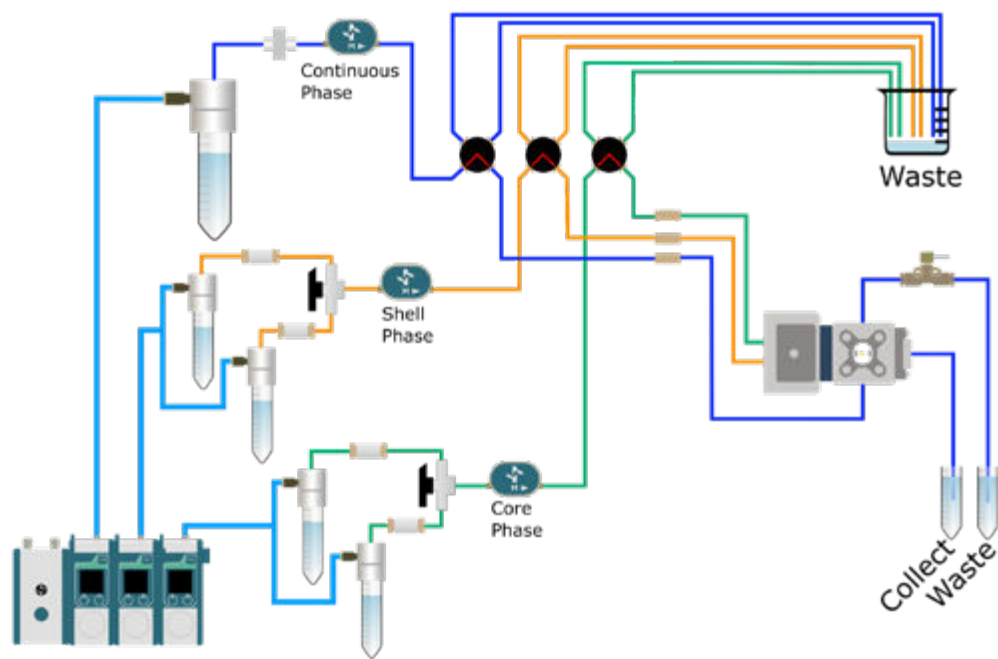 Continuous
Phase
Waste
Shell
Phase
Core
Phase
Collect
Waste